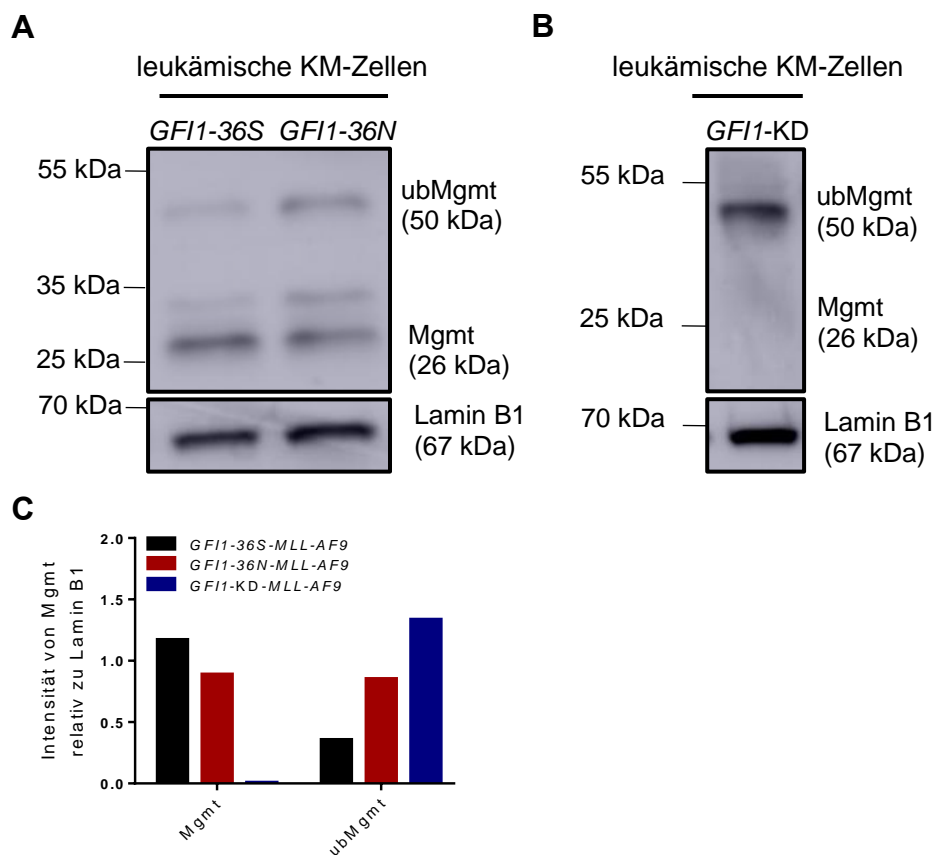 A
leukämische KM-Zellen
GFI1-36S GFI1-36N
55 kDa
35 kDa
25 kDa
70 kDa
ubMgmt
(50 kDa)
Mgmt
(26 kDa)
Lamin B1
(67 kDa)
B
leukämische KM-Zellen
GFI1-KD
55 kDa
25 kDa
70 kDa
ubMgmt
(50 kDa)
Mgmt
(26 kDa)
Lamin B1
(67 kDa)
C
Intensität von Mgmt
relativ zu Lamin B1
2.0
1.5
1.0
0.5
0.0
GFI1-36S-MLL-AF9
GFI1-36N-MLL-AF9
GFI1-KD-MLL-AF9
Mgmt
ubMgmt